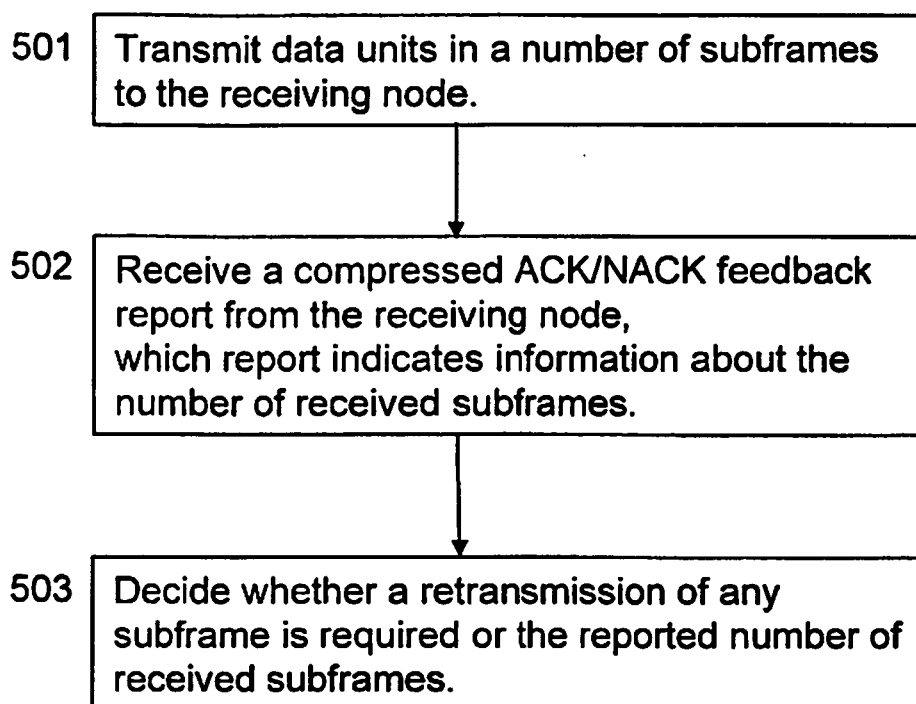 501 Transmit data units in a number of subframes
to the receiving node.
502 Receive a compressed ACK/NACK feedback
report from the receiving node,
which report indicates information about the
number of received subframes.
503 Decide whether a retransmission of any
subframe is required or the reported number of
received subframes.